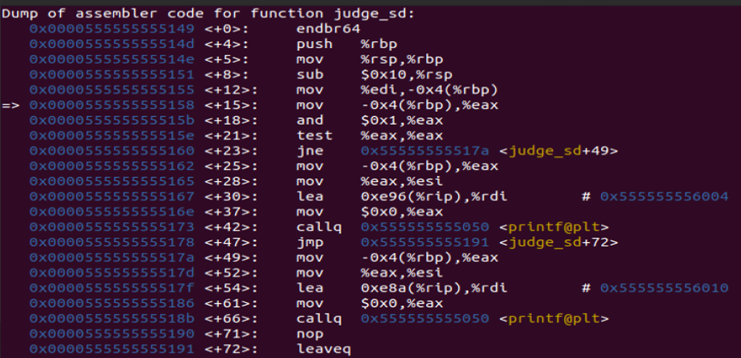 Dump of assembler code for function judge_sd:
   0x0000555555555149 <+0>:     endbr64
   0x000055555555514d <+4>:     push   %rbp
   0x000055555555514e <+5>:     mov    %rsp,%rbp
   0x0000555555555151 <+8>:     sub    $0x10,%rsp
   0x0000555555555155 <+12>:    mov    %edi,-0x4(%rbp)
=> 0x0000555555555158 <+15>:    mov    -0x4(%rbp),%eax
   0x000055555555515b <+18>:    and    $0x1,%eax
   0x000055555555515e <+21>:    test   %eax,%eax
   0x0000555555555160 <+23>:    jne    0x55555555517a <judge_sd+49>
   0x0000555555555162 <+25>:    mov    -0x4(%rbp),%eax
   0x0000555555555165 <+28>:    mov    %eax,%esi
   0x0000555555555167 <+30>:    lea    0xe96(%rip),%rdi        # 0x555555556004
   0x000055555555516e <+37>:    mov    $0x0,%eax
   0x0000555555555173 <+42>:    callq  0x555555555050 <printf@plt>
   0x0000555555555178 <+47>:    jmp    0x555555555191 <judge_sd+72>
   0x000055555555517a <+49>:    mov    -0x4(%rbp),%eax
   0x000055555555517d <+52>:    mov    %eax,%esi
   0x000055555555517f <+54>:    lea    0xe8a(%rip),%rdi        # 0x555555556010
   0x0000555555555186 <+61>:    mov    $0x0,%eax
   0x000055555555518b <+66>:    callq  0x555555555050 <printf@plt>
   0x0000555555555190 <+71>:    nop
   0x0000555555555191 <+72>:    leaveq